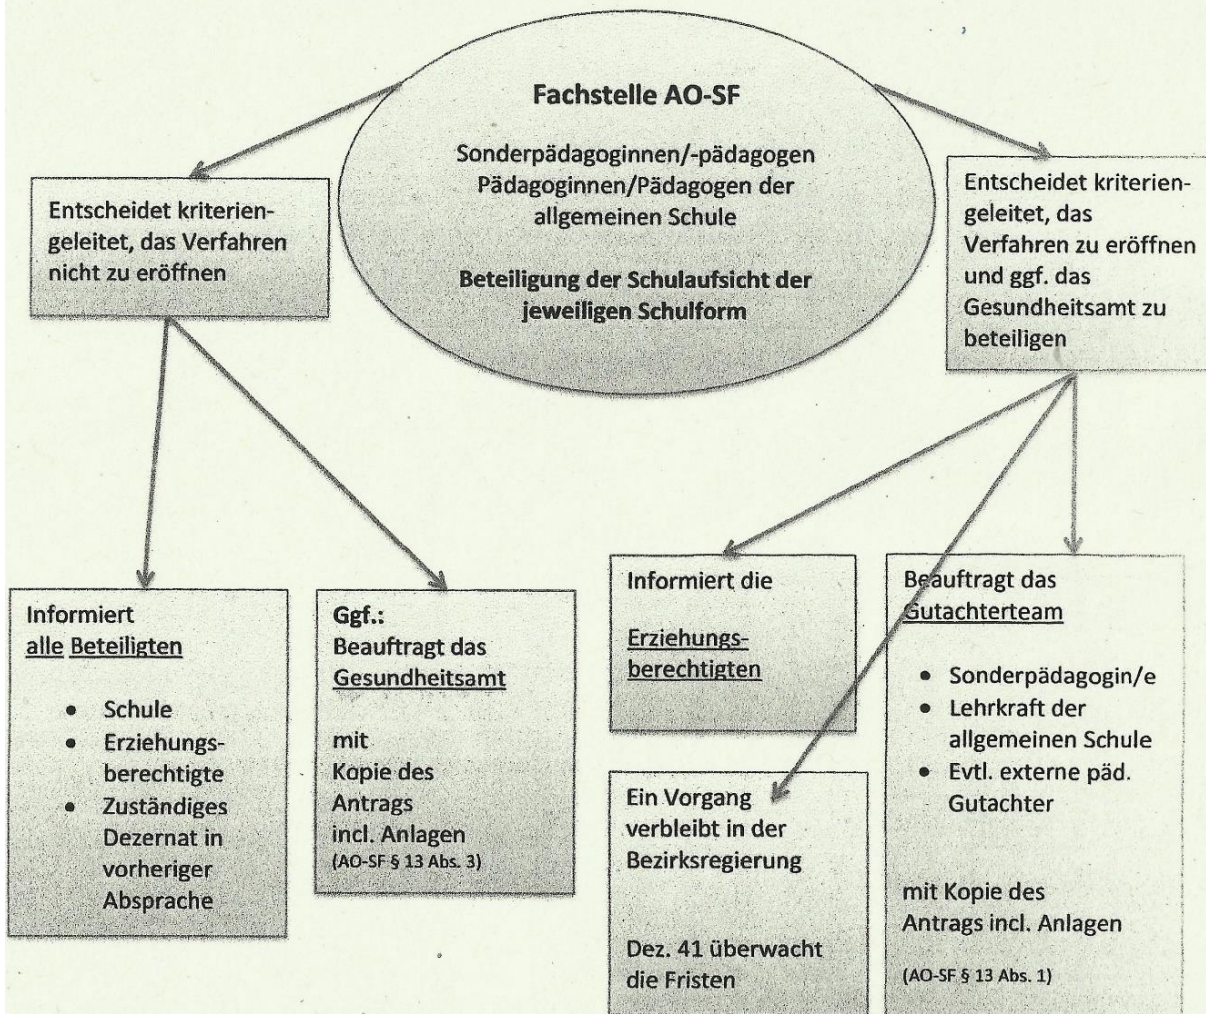 Fachstelle AO-SF
Sonderpädagoginnen/-pädagogen
Pädagoginnen/Pädagogen der
allgemeinen Schule
Beteiligung der Schulaufsicht der
jeweiligen Schulform
Entscheidet kriterien-
geleitet, das Verfahren
nicht zu eröffnen
Entscheidet kriterien-
geleitet, das
Verfahren zu eröffnen
und ggf. das
Gesundheitsamt zu
beteiligen
Informiert
alle Beteiligten
• Schule
• Erziehungs-
berechtigte
• Zuständiges
Dezernat in
vorheriger
Absprache
Ggf.:
Beauftragt das
Gesundheitsamt
mit
Kopie des
Antrags
incl. Anlagen
(AO-SF § 13 Abs. 3)
Informiert die
Erziehungs-
berechtigten
Ein Vorgang
verbleibt in der
Bezirksregierung
Dez. 41 überwacht
die Fristen
Beauftragt das
Gutachterteam
• Sonderpädagogin/e
• Lehrkraft der
allgemeinen Schule
• Evtl. externe päd.
Gutachter
mit Kopie des
Antrags incl. Anlagen
(AO-SF § 13 Abs. 1)